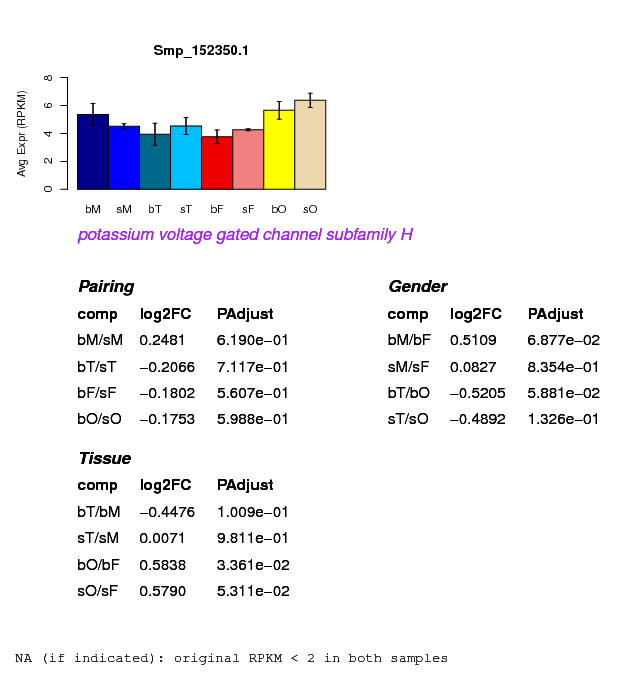 Smp_152350.1
Avg Expr (RPKM)
8
6
4
2
0
bM sM bT sT bF sF bO sO
potassium voltage gated channel subfamily H
Pairing
comp log2FC PAdjust
bM/sM 0.2481 6.190e−01
bT/sT −0.2066 7.117e−01
bF/sF −0.1802 5.607e−01
bO/sO −0.1753 5.988e−01
Gender
comp log2FC PAdjust
bM/bF 0.5109 6.877e−02
sM/sF 0.0827 8.354e−01
bT/bO −0.5205 5.881e−02
sT/sO −0.4892 1.326e−01
Tissue
comp log2FC PAdjust
bT/bM −0.4476 1.009e−01
sT/sM 0.0071 9.811e−01
bO/bF 0.5838 3.361e−02
sO/sF 0.5790 5.311e−02
NA (if indicated): original RPKM < 2 in both samples